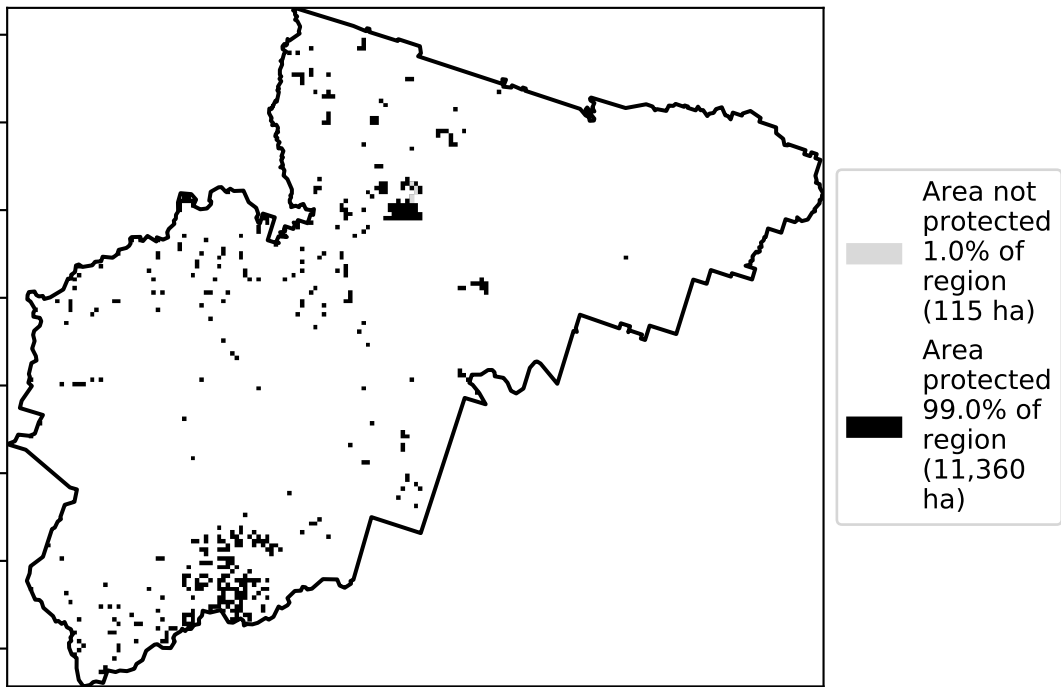 Area not
protected
1.0% of
region
(115 ha)
Area
protected
99.0% of
region
(11,360
ha)